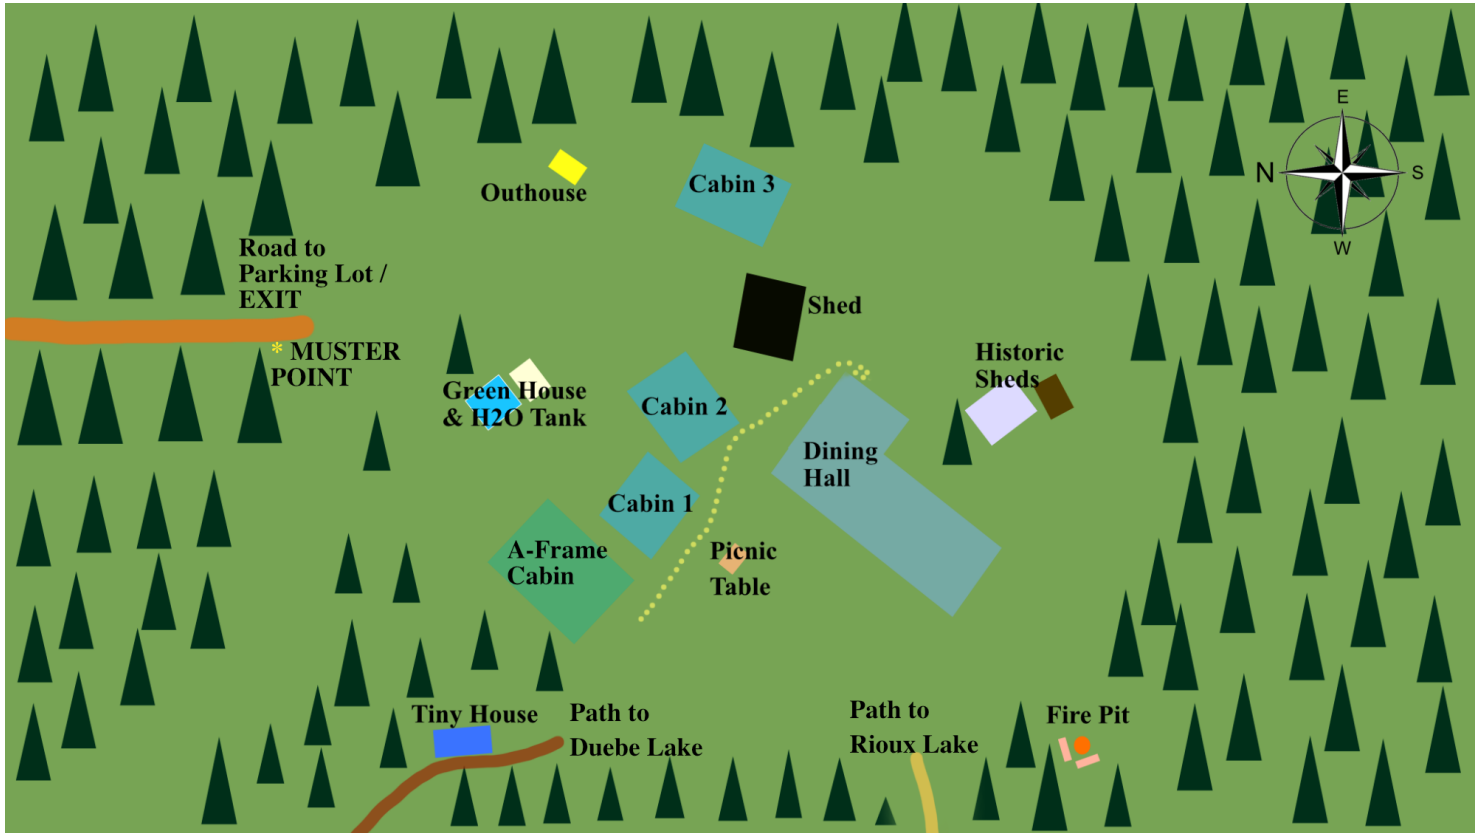 E
N
S
W
Outhouse
Cabin 3
Road to
Parking Lot /
EXIT
Shed
* MUSTER
POINT
Historic
Sheds
Green House
& H2O Tank
Cabin 2
Dining
Hall
Cabin 1
A-Frame
Cabin
Picnic
Table
Tiny House
Path to
Duebe Lake
Path to
Rioux Lake
Fire Pit